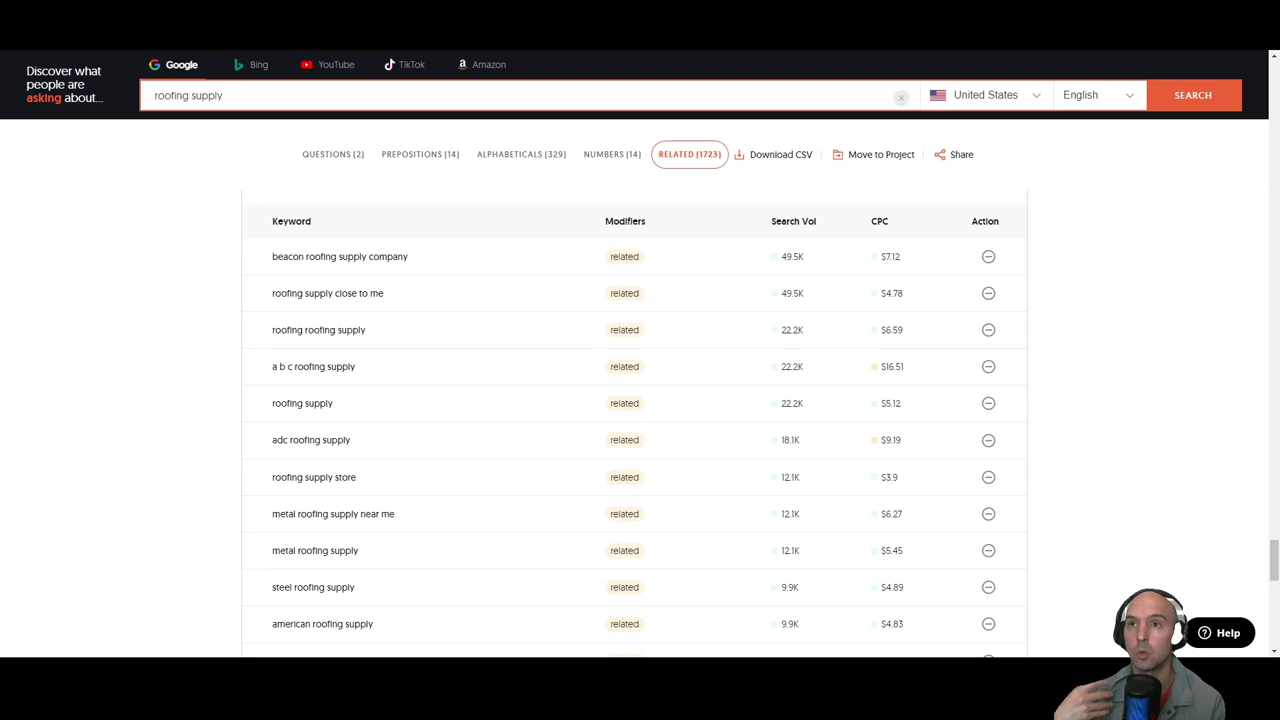 Discover what
people are
asking about...
Google
Bing
YouTube
TikTok
Amazon
roofing supply
United States
English
SEARCH
QUESTIONS (2)
PREPOSITIONS (14)
ALPHABETICALS (329)
NUMBERS (14)
RELATED (1723)
Download CSV
Move to Project
Share
Keyword Modifiers Search Vol CPC Action
beacon roofing supply company related 49.5K $7.12
roofing supply close to me related 49.5K $4.78
roofing roofing supply related 22.2K $6.59
a b c roofing supply related 22.2K $16.51
roofing supply related 22.2K $5.12
adc roofing supply related 18.1K $9.19
roofing supply store related 12.1K $3.9
metal roofing supply near me related 12.1K $6.27
metal roofing supply related 12.1K $5.45
steel roofing supply related 9.9K $4.89
american roofing supply related 9.9K $4.83
Help